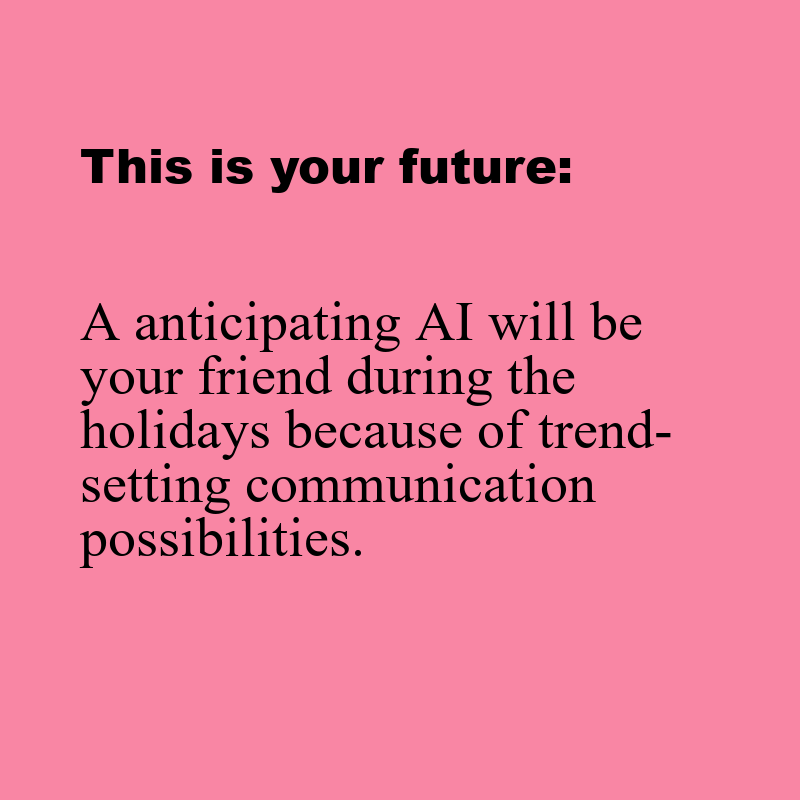 This is your future:
A anticipating AI will be
your friend during the
holidays because of trend-
setting communication
possibilities.